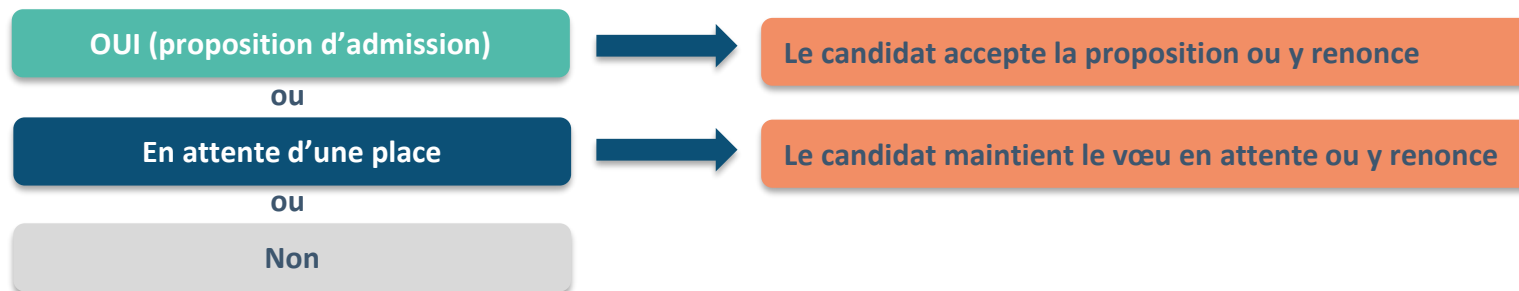 OUI (proposition d’admission)
Le candidat accepte la proposition ou y renonce
ou
En attente d’une place
Le candidat maintient le vœu en attente ou y renonce
ou
Non